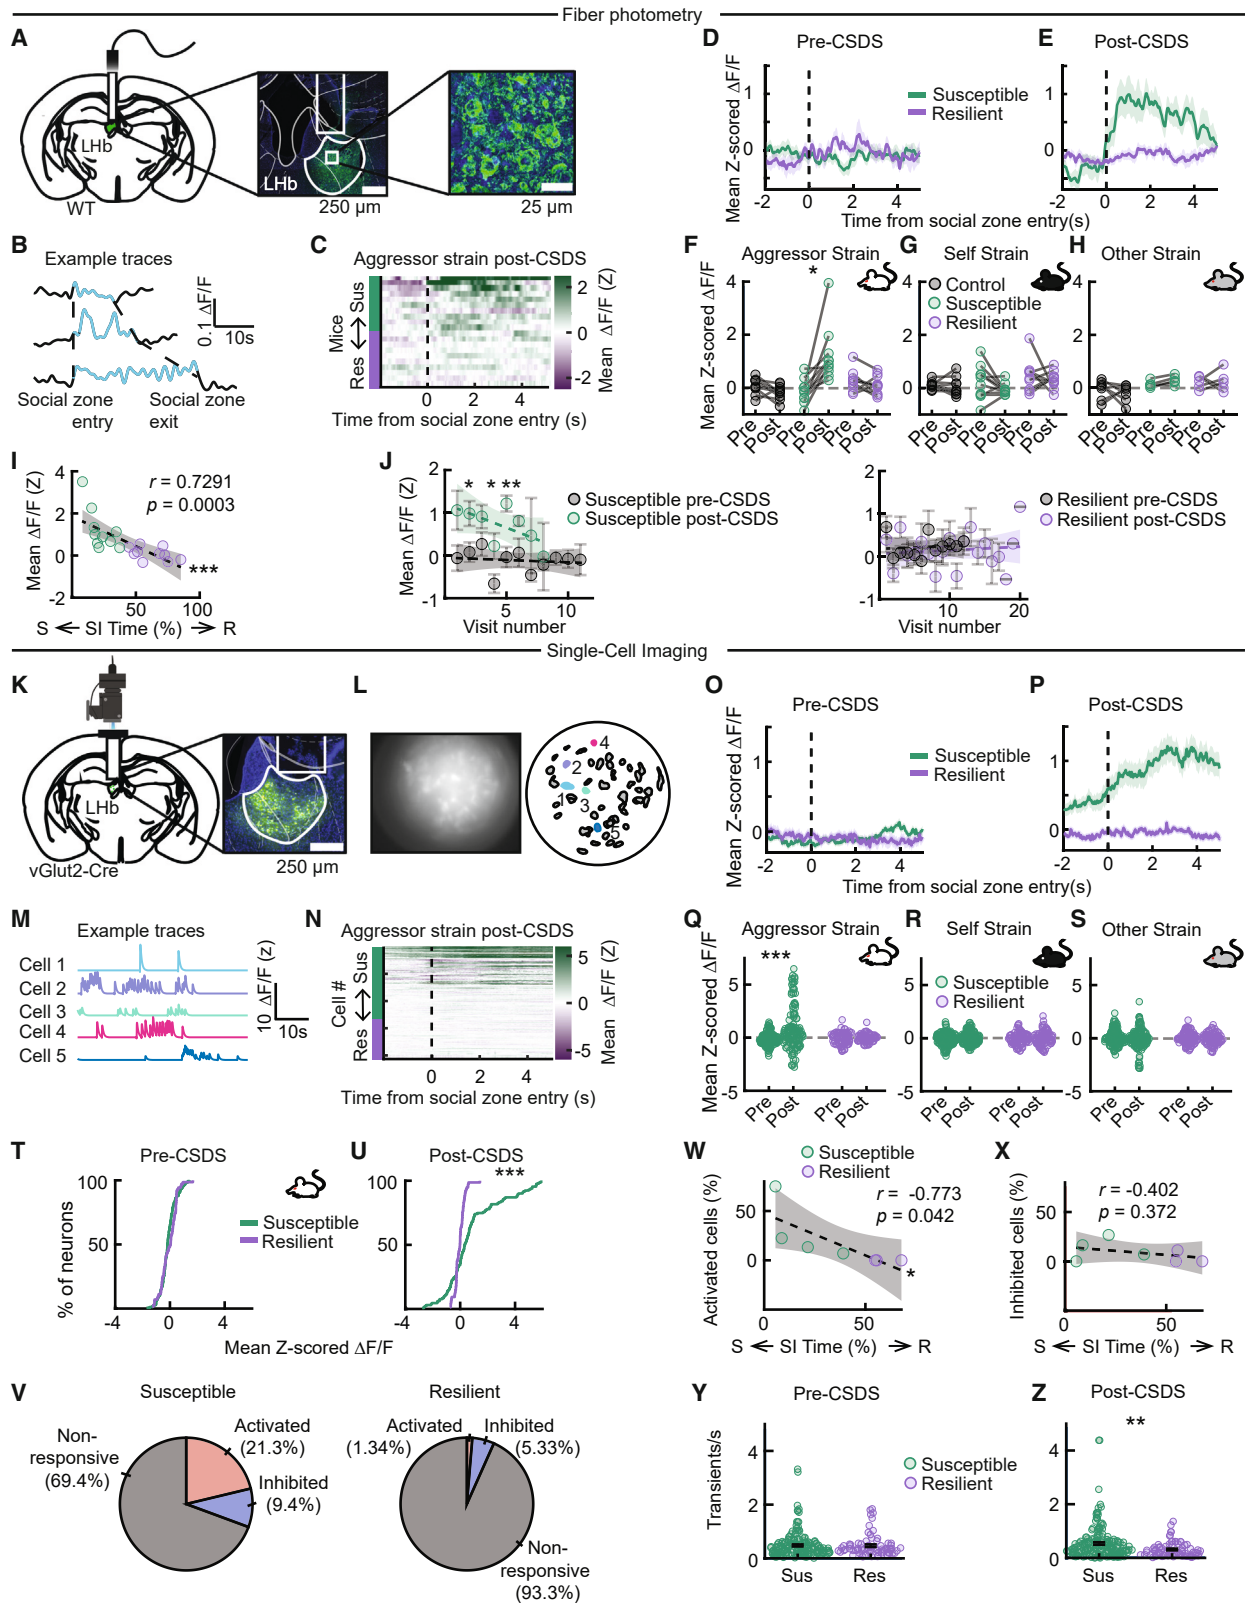 Fiber photometry
A
LHb
WT
LHb
250 µm
25 µm
D
Pre-CSDS
Mean Z-scored ΔF/F
1
0
-2
0
2
4
Susceptible
Resilient
E
Post-CSDS
1
0
-2
0
2
4
Time from social zone entry(s)
B
Example traces
0.1 ΔF/F
10s
Social zone
entry
Social zone
exit
C
Aggressor strain post-CSDS
Mice
Res
Sus
0
2
4
Time from social zone entry (s)
2
0
-2
Mean ΔF/F (Z)
F
Aggressor Strain
Mean Z-scored ΔF/F
4
2
0
*
Pre
Post
Pre
Post
Pre
Post
G
Self Strain
4
2
0
Control
Susceptible
Resilient
Pre
Post
Pre
Post
Pre
Post
H
Other Strain
4
2
0
Pre
Post
Pre
Post
Pre
Post
I
Mean ΔF/F (Z)
4
2
0
-2
r = 0.7291
p = 0.0003
***
50
100
S ← SI Time (%) → R
J
Mean ΔF/F (Z)
2
1
0
-1
* * **
5
10
Visit number
Susceptible pre-CSDS
Susceptible post-CSDS
2
1
0
-1
0
10
20
Visit number
Resilient pre-CSDS
Resilient post-CSDS
Single-Cell Imaging
K
LHb
vGlut2-Cre
250 µm
L
4
2
1
3
5
O
Pre-CSDS
Mean Z-scored ΔF/F
1
0
-2
0
2
4
Susceptible
Resilient
P
Post-CSDS
1
0
-2
0
2
4
Time from social zone entry(s)
M
Example traces
Cell 1
Cell 2
Cell 3
Cell 4
Cell 5
10 ΔF/F (z)
10s
N
Aggressor strain post-CSDS
Cell #
Res
Sus
0
2
4
Time from social zone entry (s)
5
0
-5
Mean ΔF/F (Z)
Q
Aggressor Strain
Mean Z-scored ΔF/F
5
0
-5
***
Pre
Post
Pre
Post
R
Self Strain
5
0
-5
Susceptible
Resilient
Pre
Post
Pre
Post
S
Other Strain
5
0
-5
Pre
Post
Pre
Post
T
Pre-CSDS
% of neurons
100
50
-4
0
4
Susceptible
Resilient
U
Post-CSDS
***
100
50
-4
0
4
Mean Z-scored ΔF/F
W
Susceptible
Resilient
Activated cells (%)
50
0
r = -0.773
p = 0.042
*
0
50
S ← SI Time (%) → R
X
Inhibited cells (%)
50
0
r = -0.402
p = 0.372
0
50
S ← SI Time (%) → R
V
Susceptible
Non-
responsive
(69.4%)
Activated
(21.3%)
Inhibited
(9.4%)
Resilient
Activated
(1.34%)
Inhibited
(5.33%)
Non-
responsive
(93.3%)
Y
Pre-CSDS
Transients/s
4
2
0
Sus
Res
Susceptible
Resilient
Z
Post-CSDS
**
4
2
0
Sus
Res